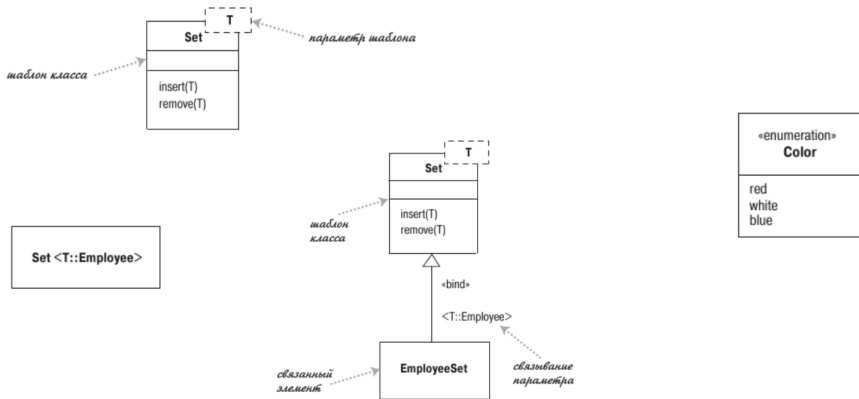 T
Set
параметр шаблона
шаблон класса
insert(T)
remove(T)
Set <T::Employee>
T
Set
шаблон
класса
insert(T)
remove(T)
«bind»
<T::Employee>
EmployeeSet
связанный
элемент
связывание
параметра
«enumeration»
Color
red
white
blue